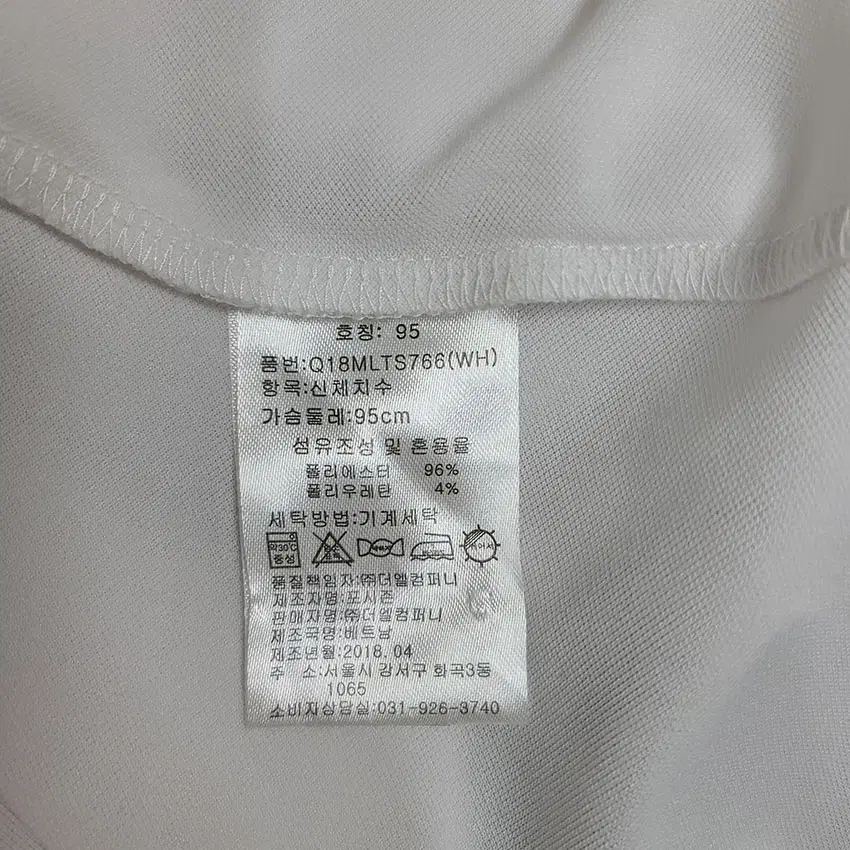 호칭: 95
품번:Q18MLTS766(WH)
항목:신체치수
가슴둘레:95cm
섬유조성 및 혼용율
폴리에스터 96%
폴리우레탄 4%
세탁방법:기계세탁
약30℃
중성
품질책임자:㈜더엘컴퍼니
제조자명:포시즌
판매자명:㈜더엘컴퍼니
제조국명:베트남
제조년월:2018.04
주 소:서울시 강서구 화곡3동
1065
소비자상담실:031-926-3740